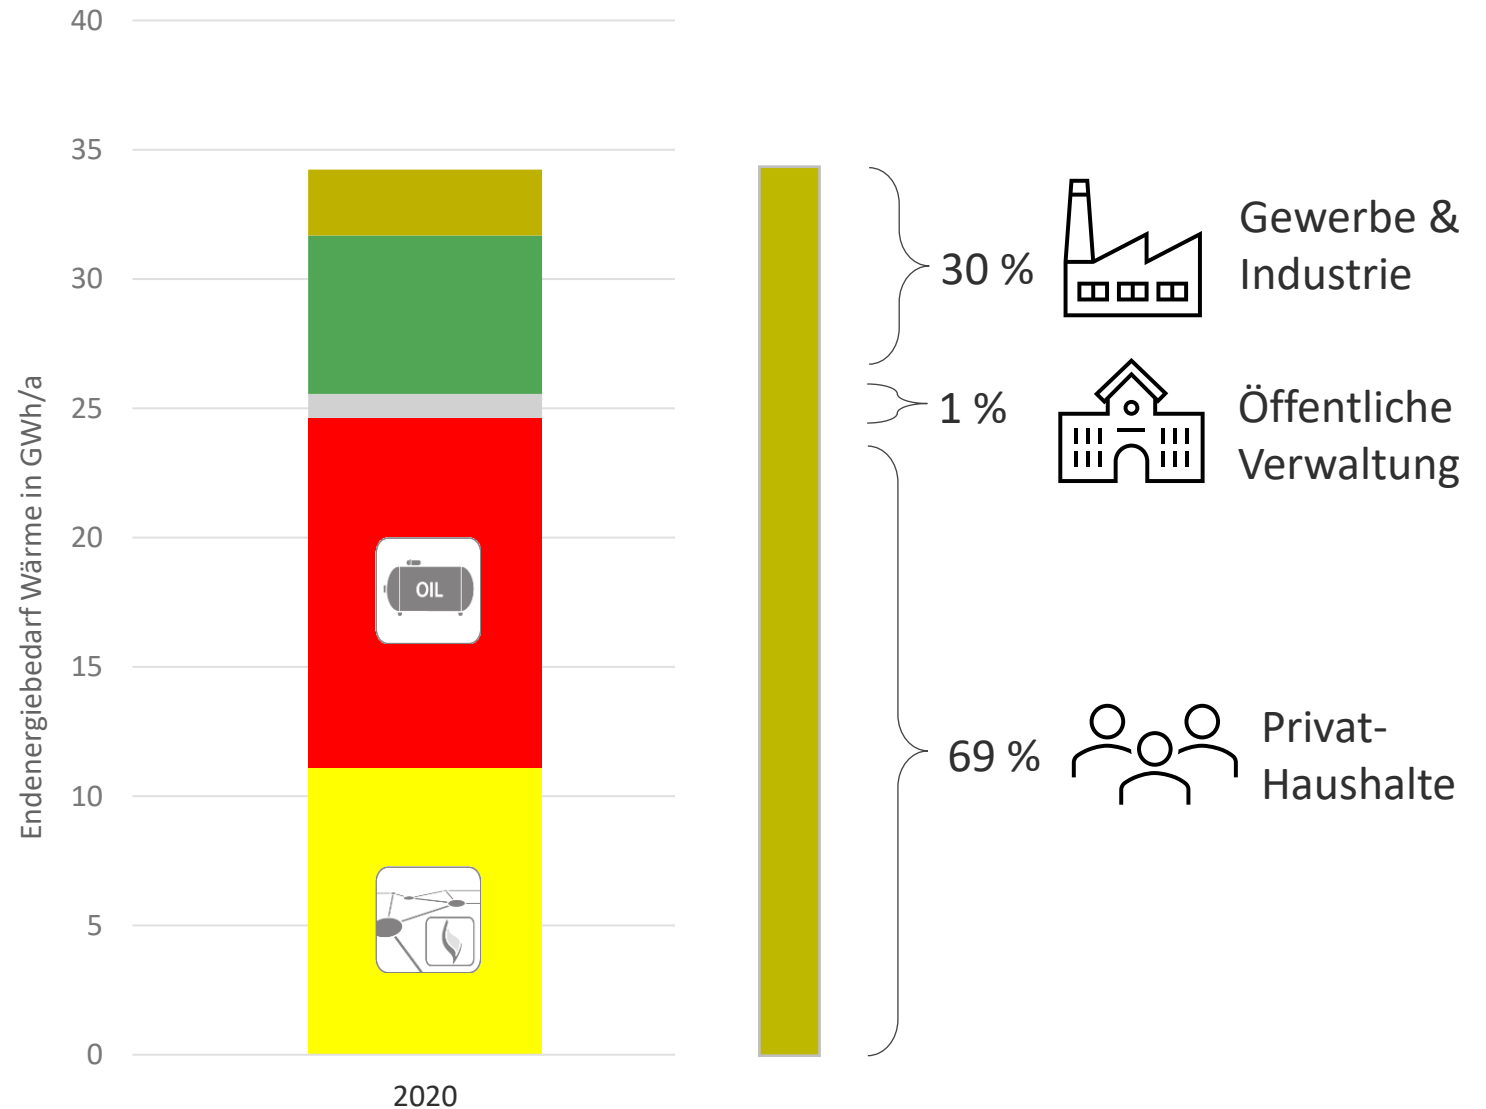 40
35
30
25
20
15
10
5
0
Endenergiebedarf Wärme in GWh/a
OIL
2020
30 %
Gewerbe &
Industrie
1 %
Öffentliche
Verwaltung
69 %
Privat-
Haushalte